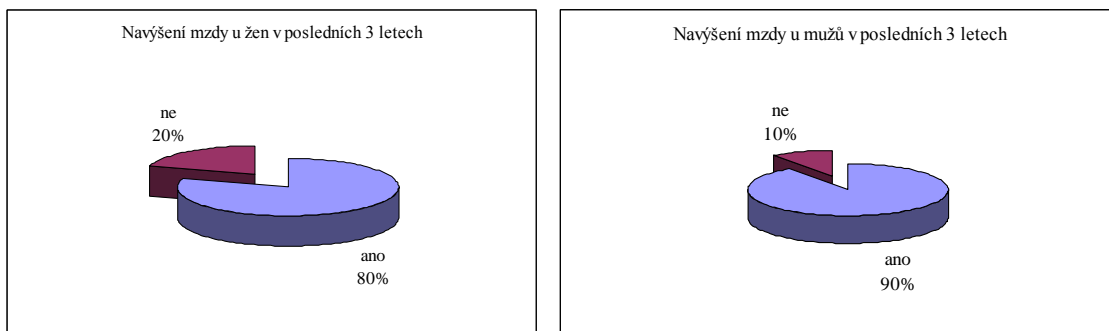 Navýšení mzdy u žen v posledních 3 letech
ne
20%
ano
80%
Navýšení mzdy u mužů v posledních 3 letech
ne
10%
ano
90%